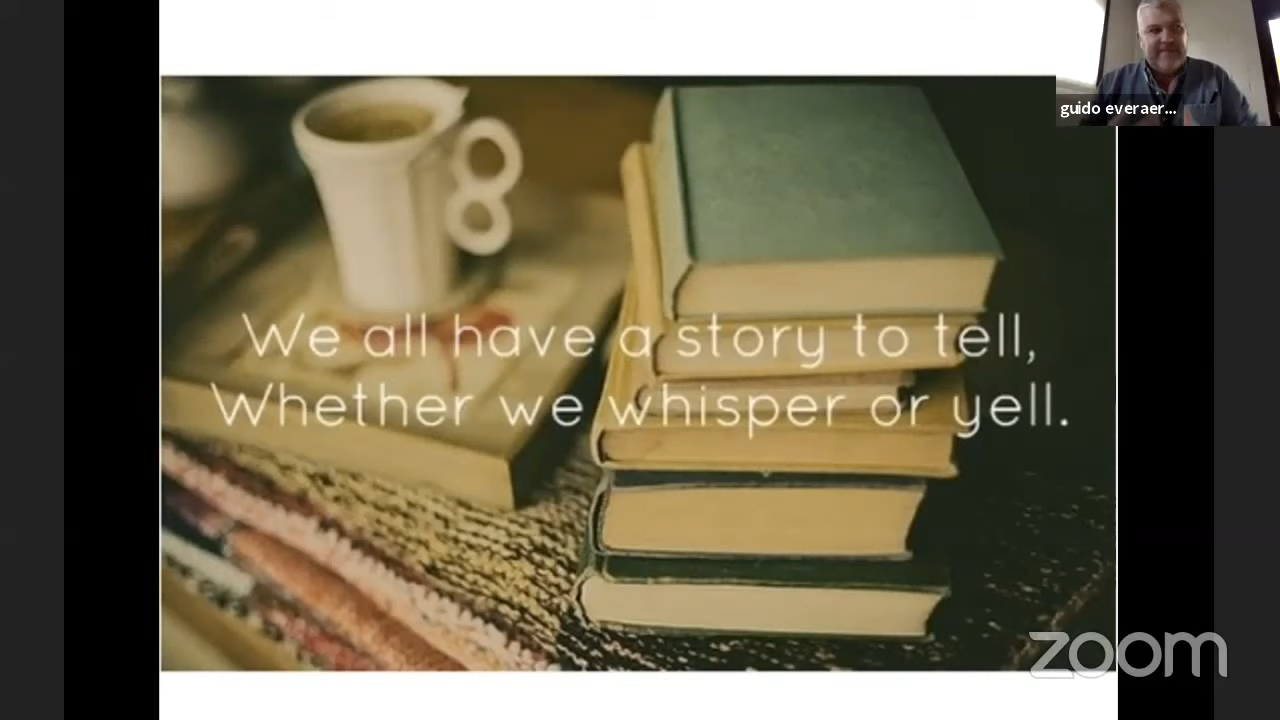 guido everaer...
We all have a story to tell,
Whether we whisper or yell.
zoom